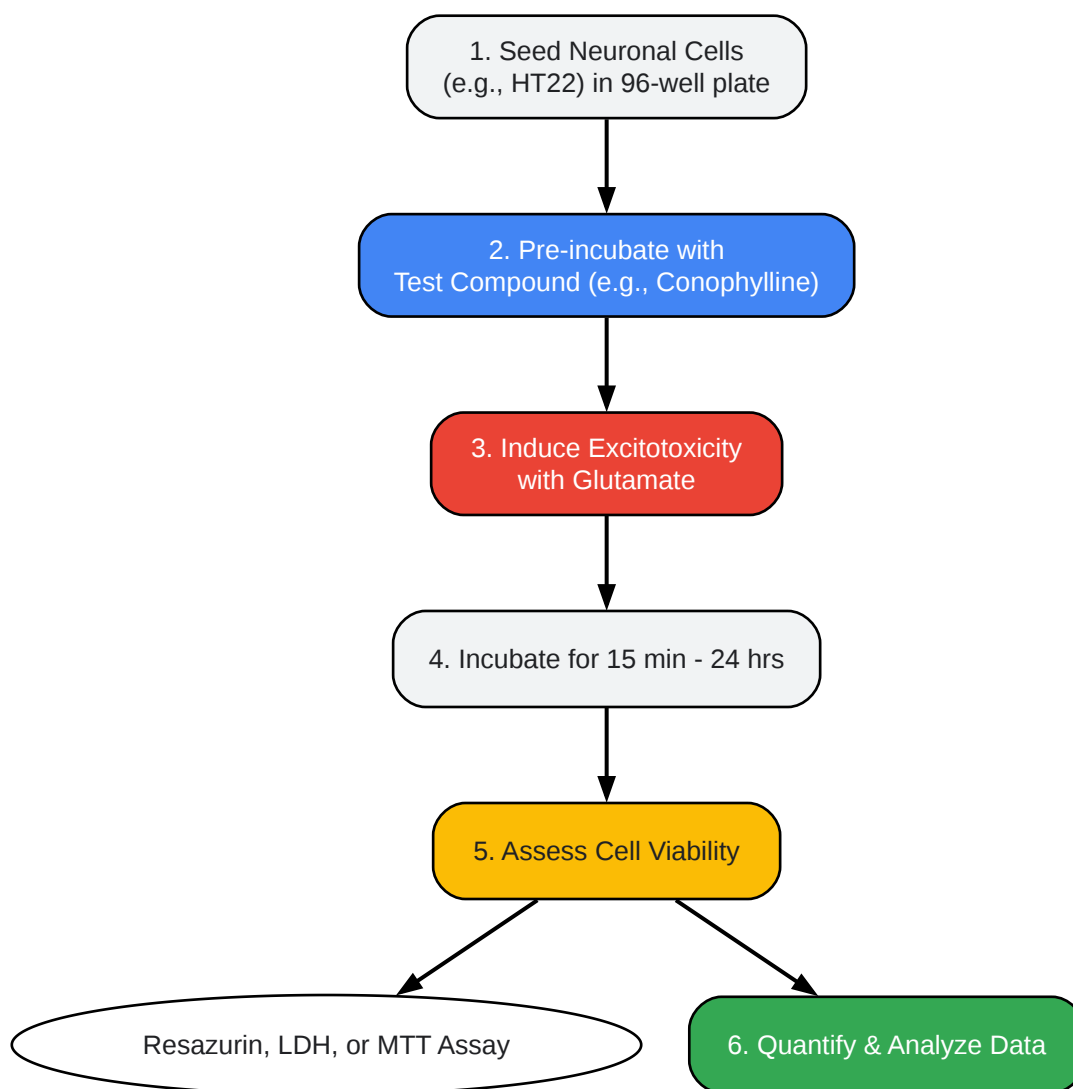 1. Seed Neuronal Cells
(e.g., HT22) in 96-well plate
2. Pre-incubate with
Test Compound (e.g., Conophylline)
3. Induce Excitotoxicity
with Glutamate
4. Incubate for 15 min - 24 hrs
5. Assess Cell Viability
Resazurin, LDH, or MTT Assay
6. Quantify & Analyze Data